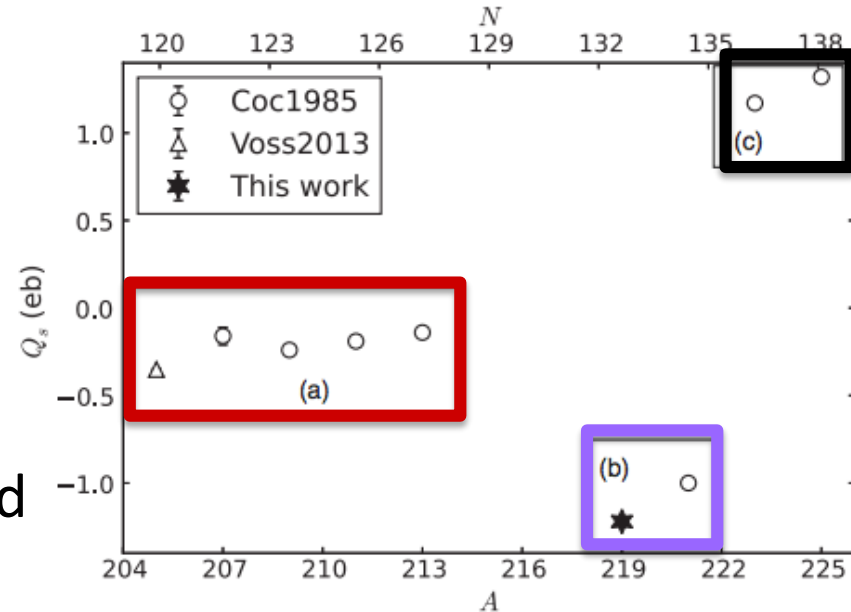 N
120 123 126 129 132 135 138
Coc1985
Voss2013
This work
1.0
0.5
0.0
−0.5
−1.0
Q_s (eb)
(a)
(b)
(c)
d
204 207 210 213 216 219 222 225
A